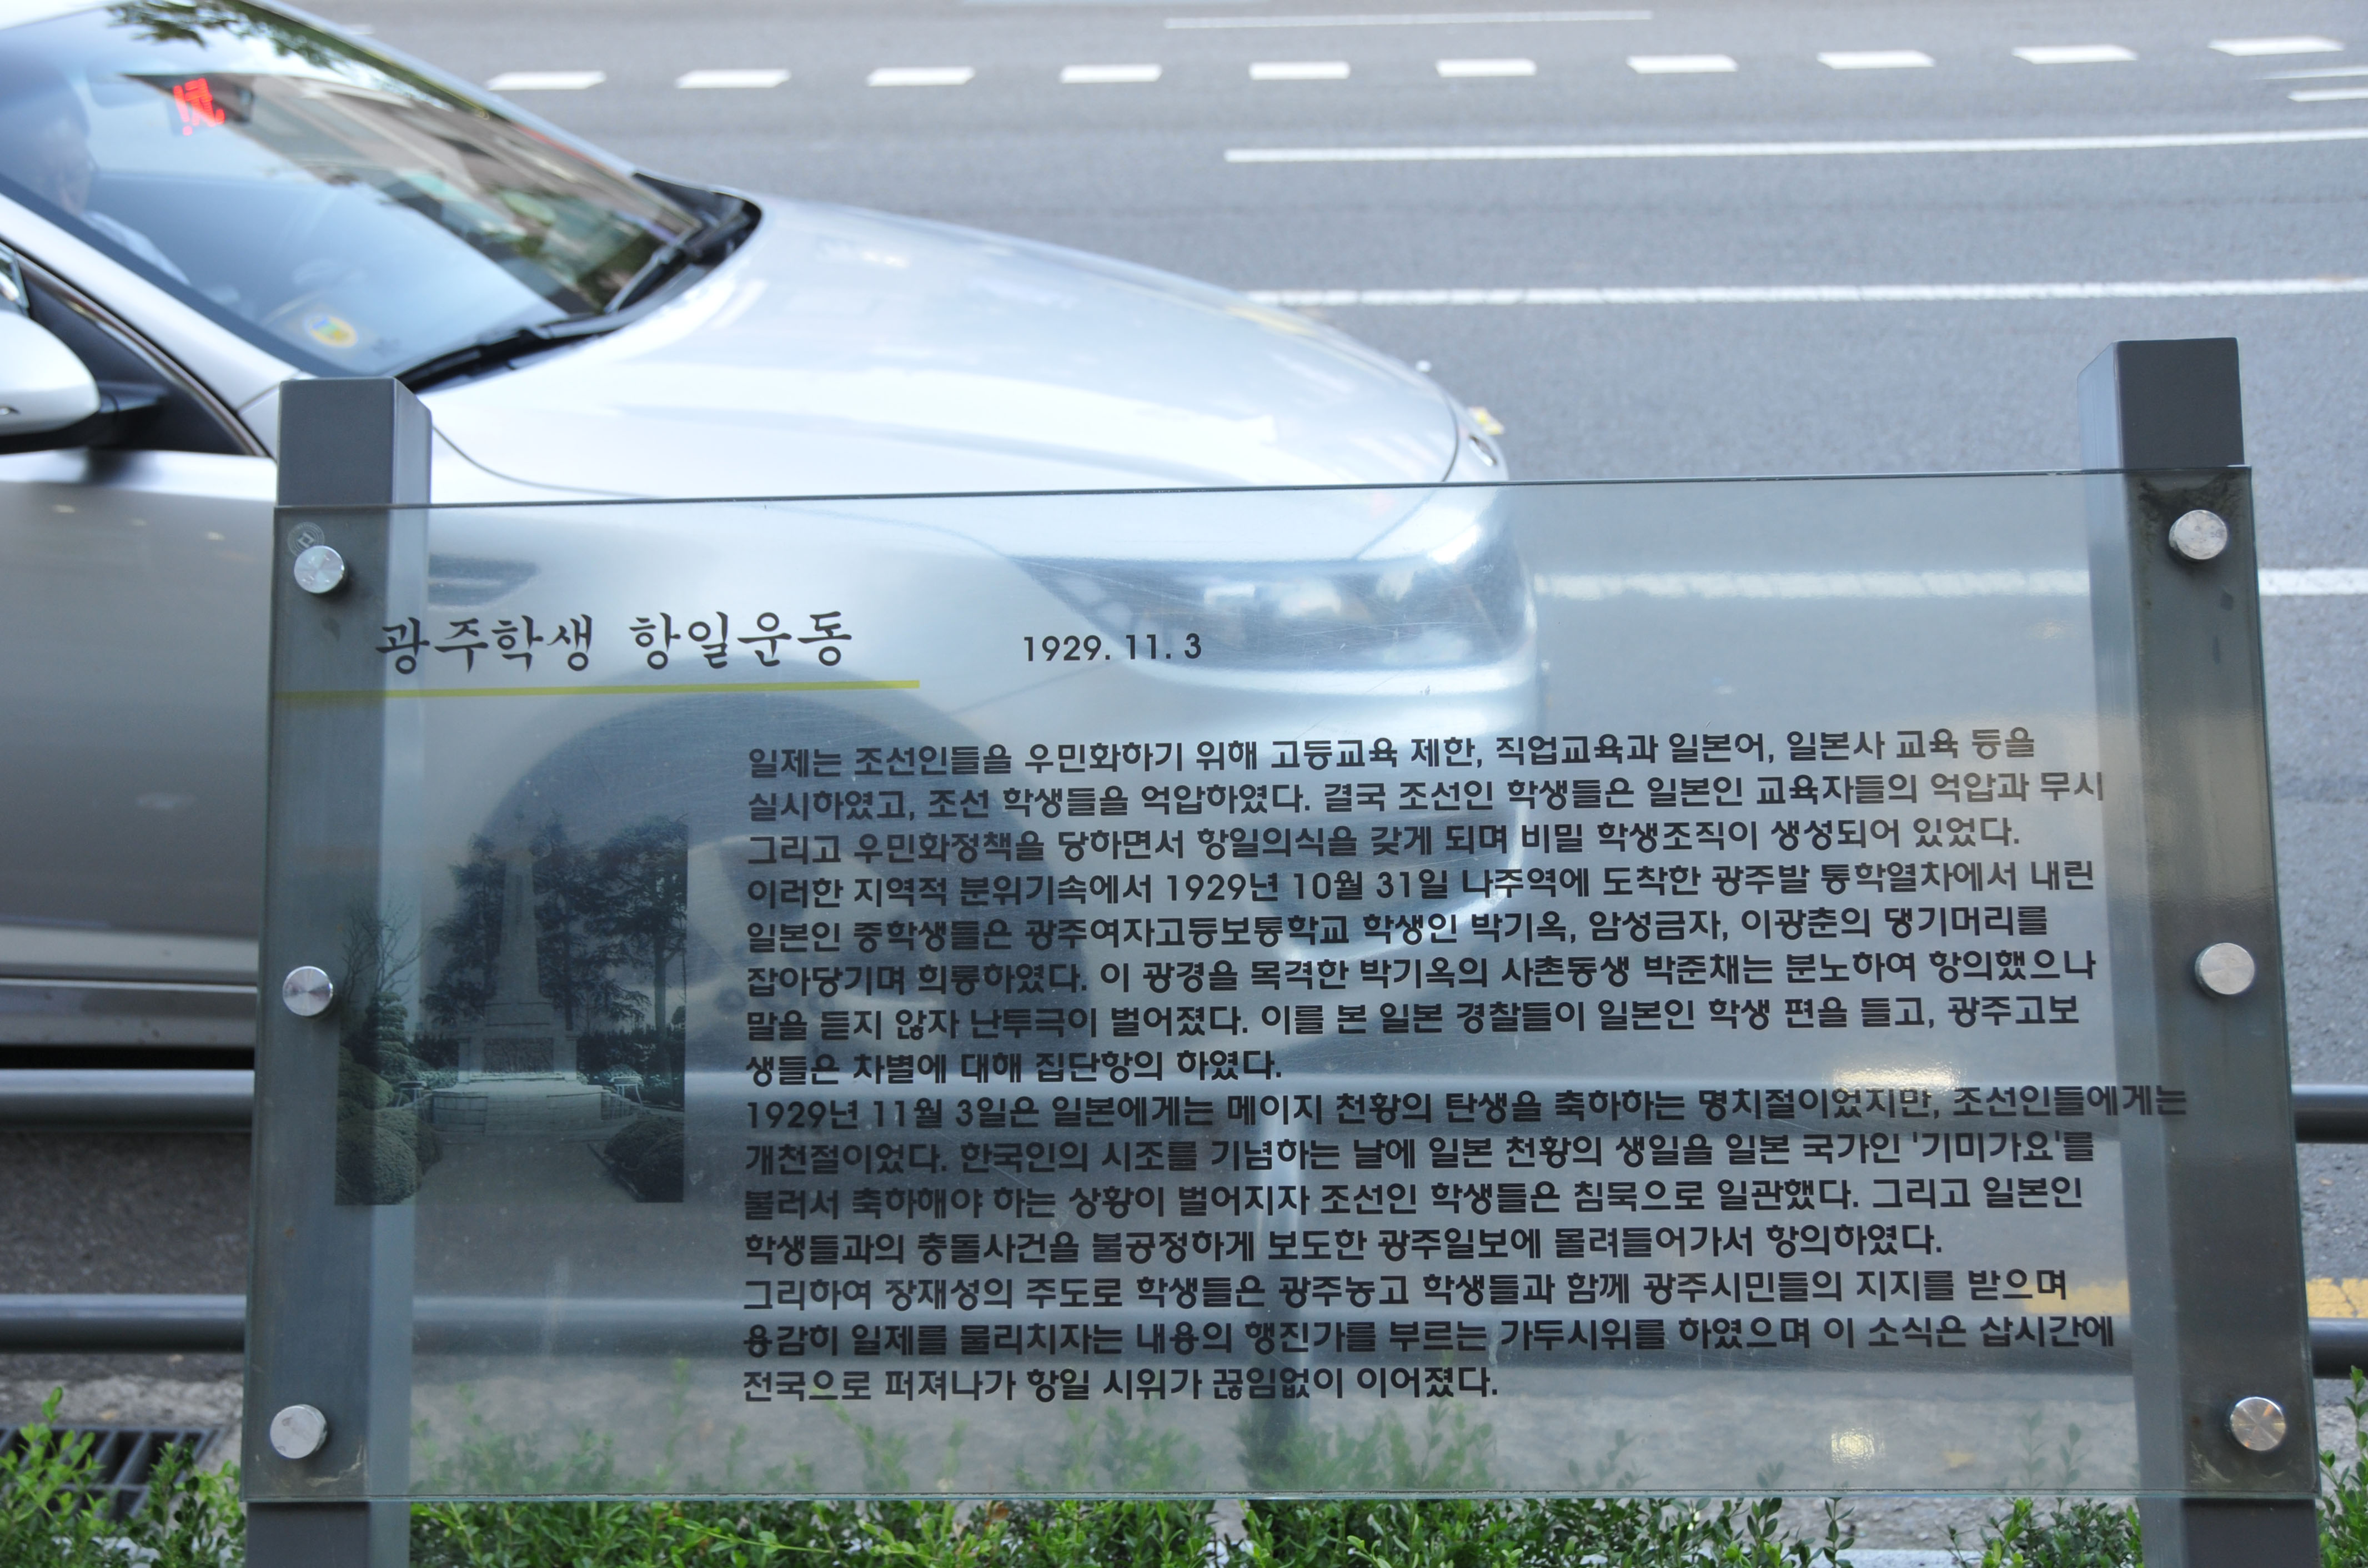 광주학생 항일운동 1929. 11. 3
일제는 조선인들을 우민화하기 위해 고등교육 제한, 직업교육과 일본어, 일본사 교육 등을
실시하였고, 조선 학생들을 억압하였다. 결국 조선인 학생들은 일본인 교육자들의 억압과 무시
그리고 우민화정책을 당하면서 항일의식을 갖게 되며 비밀 학생조직이 생성되어 있었다.
이러한 지역적 분위기속에서 1929년 10월 31일 나주역에 도착한 광주발 통학열차에서 내린
일본인 중학생들은 광주여자고등보통학교 학생인 박기옥, 암성금자, 이광춘의 댕기머리를
잡아당기며 희롱하였다. 이 광경을 목격한 박기옥의 사촌동생 박준채는 분노하여 항의했으나
말을 듣지 않자 난투극이 벌어졌다. 이를 본 일본 경찰들이 일본인 학생 편을 들고, 광주고보
생들은 차별에 대해 집단항의 하였다.
1929년 11월 3일은 일본에게는 메이지 천황의 탄생을 축하하는 명치절이었지만, 조선인들에게는
개천절이었다. 한국인의 시조를 기념하는 날에 일본 천황의 생일을 일본 국가인 '기미가요'를
불러서 축하해야 하는 상황이 벌어지자 조선인 학생들은 침묵으로 일관했다. 그리고 일본인
학생들과의 충돌사건을 불공정하게 보도한 광주일보에 몰려들어가서 항의하였다.
그리하여 장재성의 주도로 학생들은 광주농고 학생들과 함께 광주시민들의 지지를 받으며
용감히 일제를 물리치자는 내용의 행진가를 부르는 가두시위를 하였으며 이 소식은 삽시간에
전국으로 퍼져나가 항일 시위가 끊임없이 이어졌다.